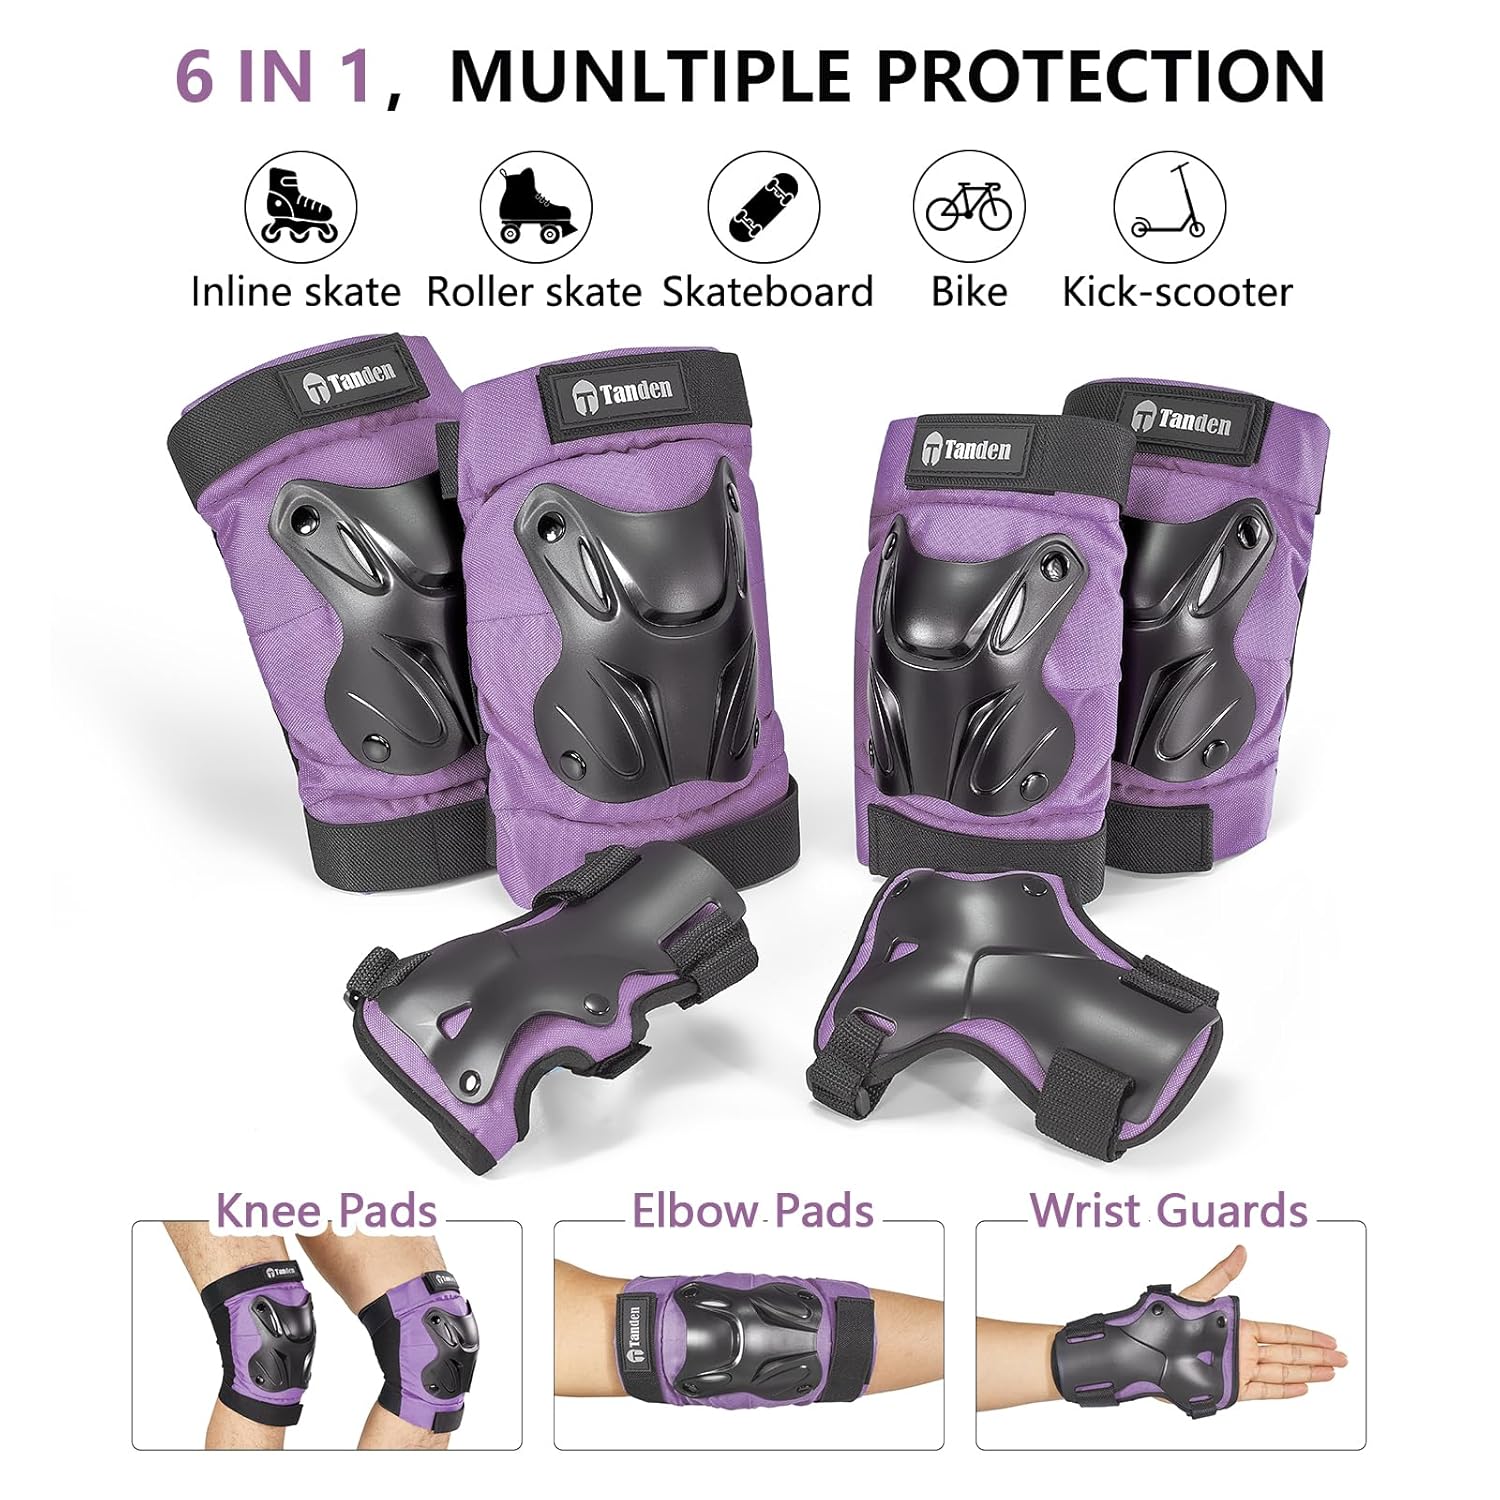 6 IN 1, MUNLTIPLE PROTECTION
Inline skate Roller skate Skateboard Bike Kick-scooter
Tanden
Tanden
Tanden
Tanden
Knee Pads Elbow Pads Wrist Guards
Tanden
Tanden
Tanden